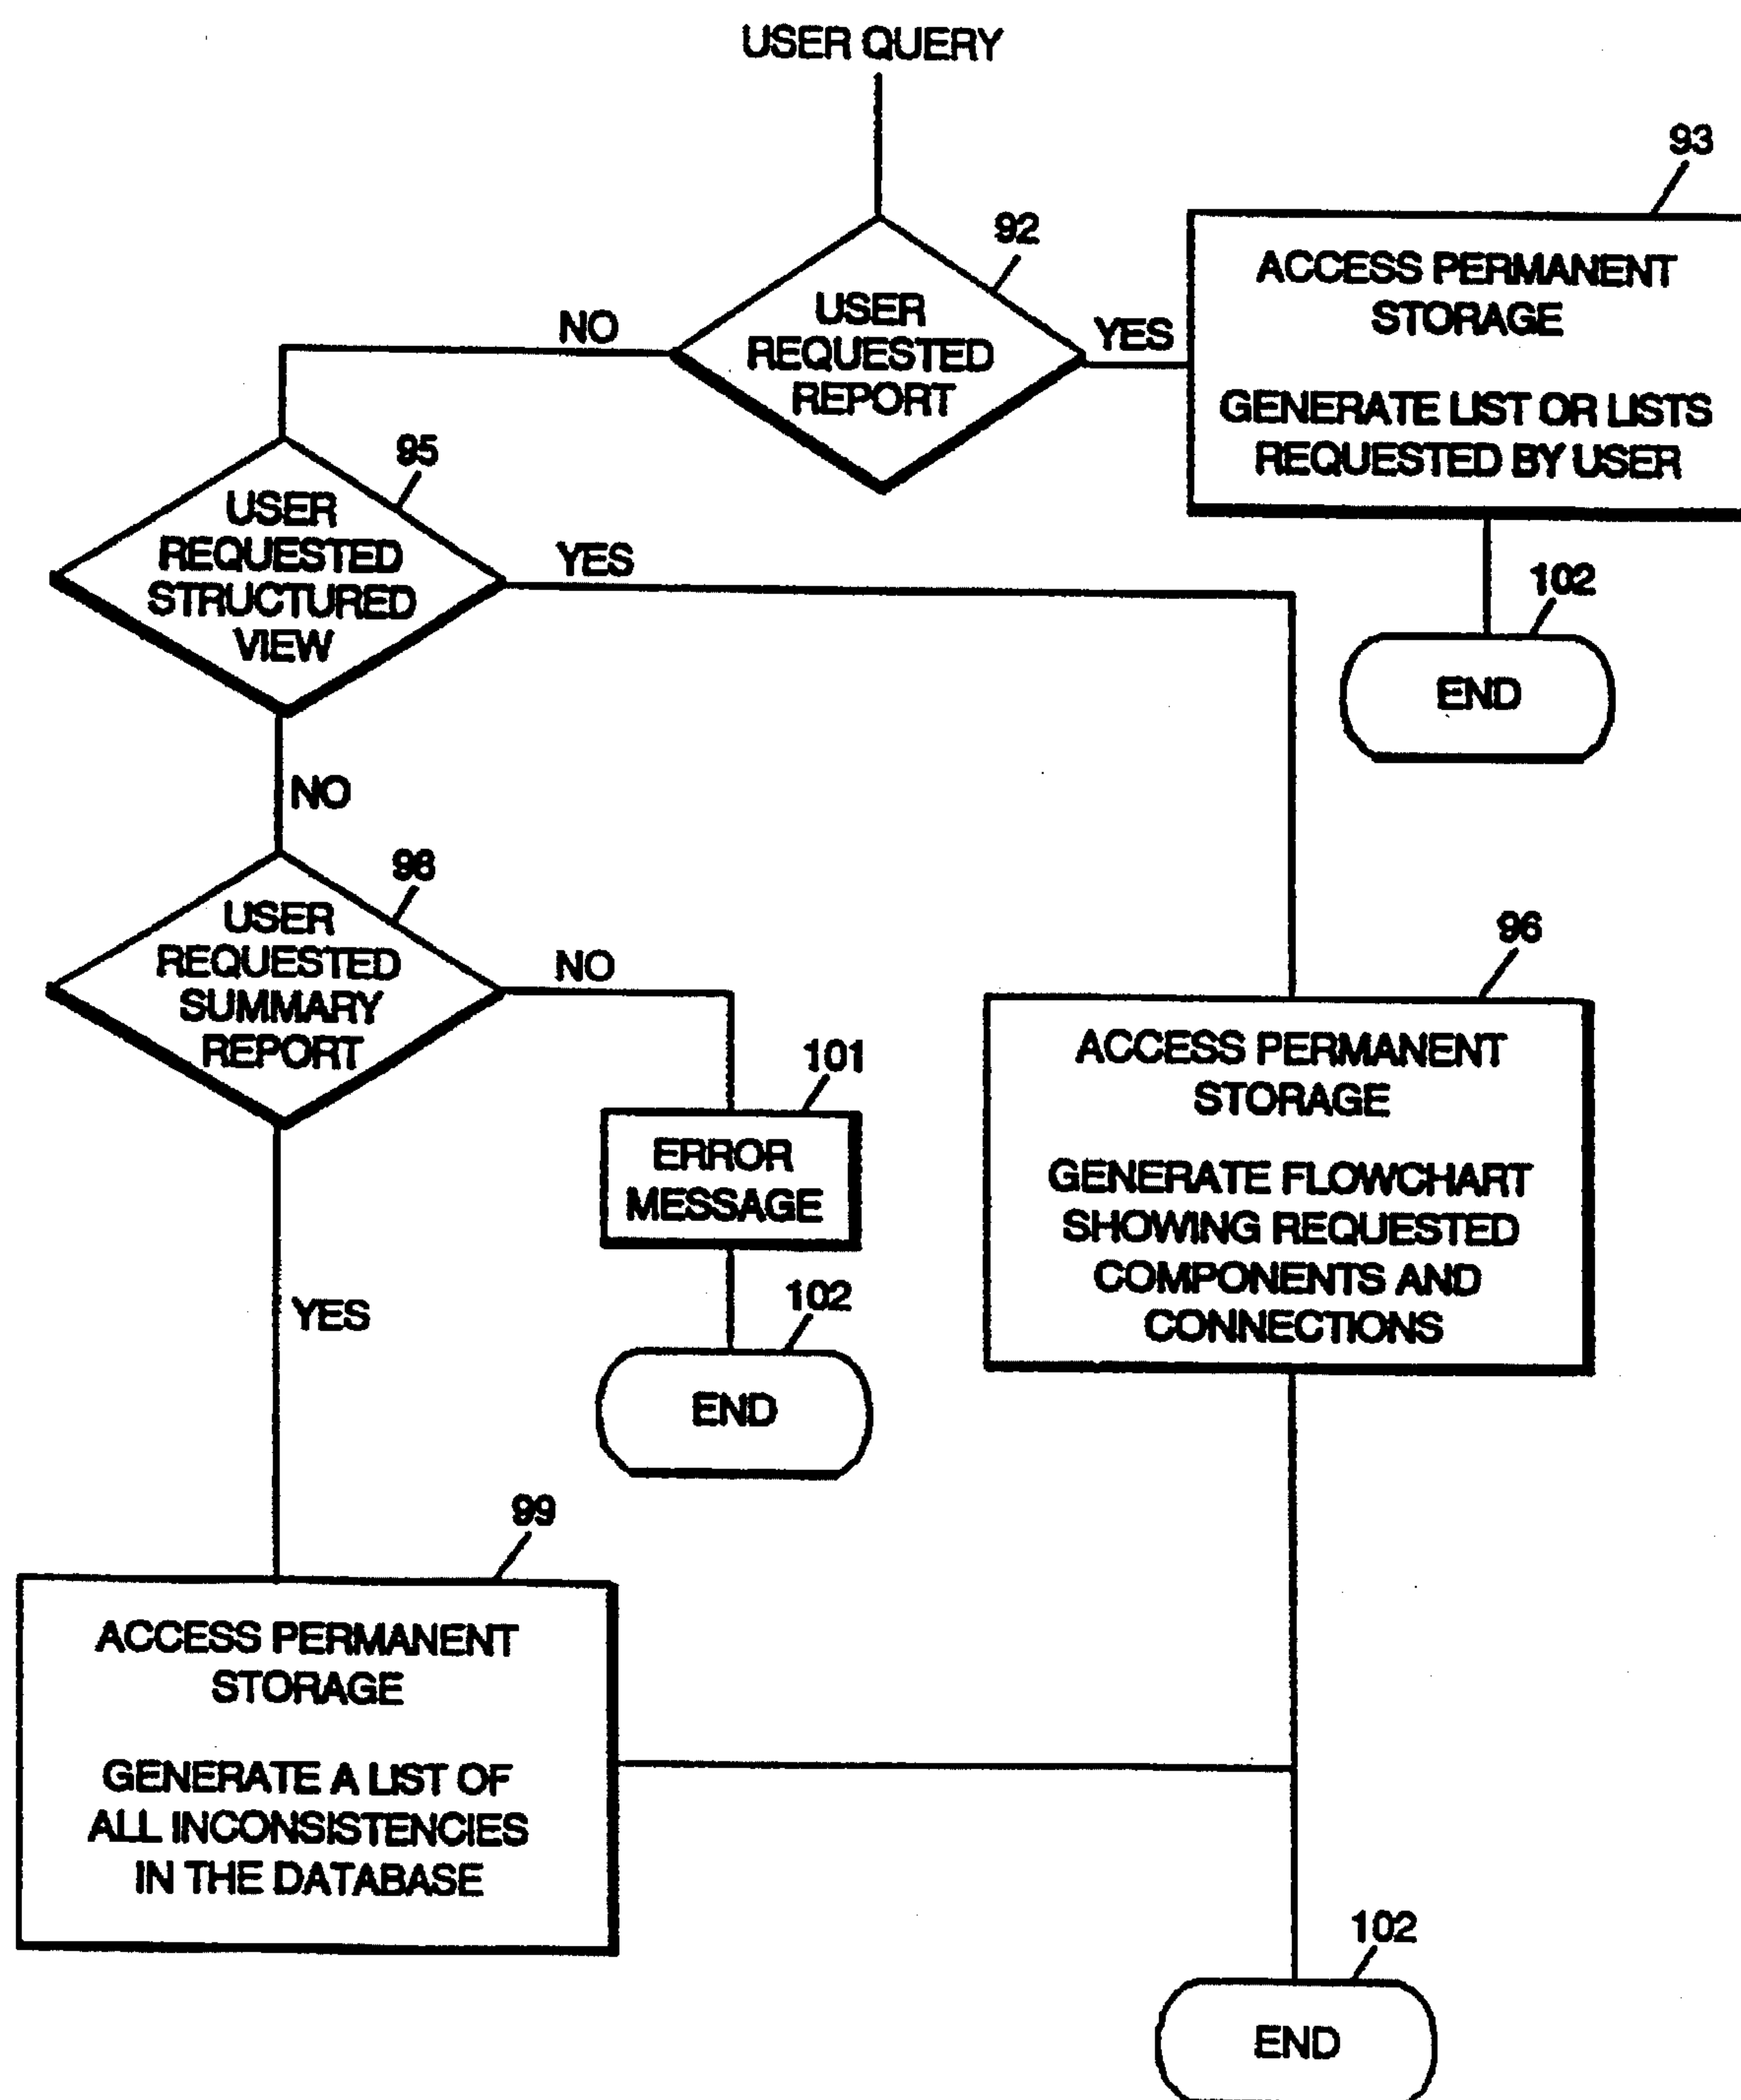 USER QUERY
93
ACCESS PERMANENT
STORAGE
GENERATE LIST OR LISTS
REQUESTED BY USER
92
USER
REQUESTED
REPORT
NO
YES
95
USER
REQUESTED
STRUCTURED
VIEW
YES
102
END
NO
98
USER
REQUESTED
SUMMARY
REPORT
NO
96
ACCESS PERMANENT
STORAGE
GENERATE FLOWCHART
SHOWING REQUESTED
COMPONENTS AND
CONNECTIONS
101
ERROR
MESSAGE
102
END
YES
99
ACCESS PERMANENT
STORAGE
GENERATE A LIST OF
ALL INCONSISTENCIES
IN THE DATABASE
102
END